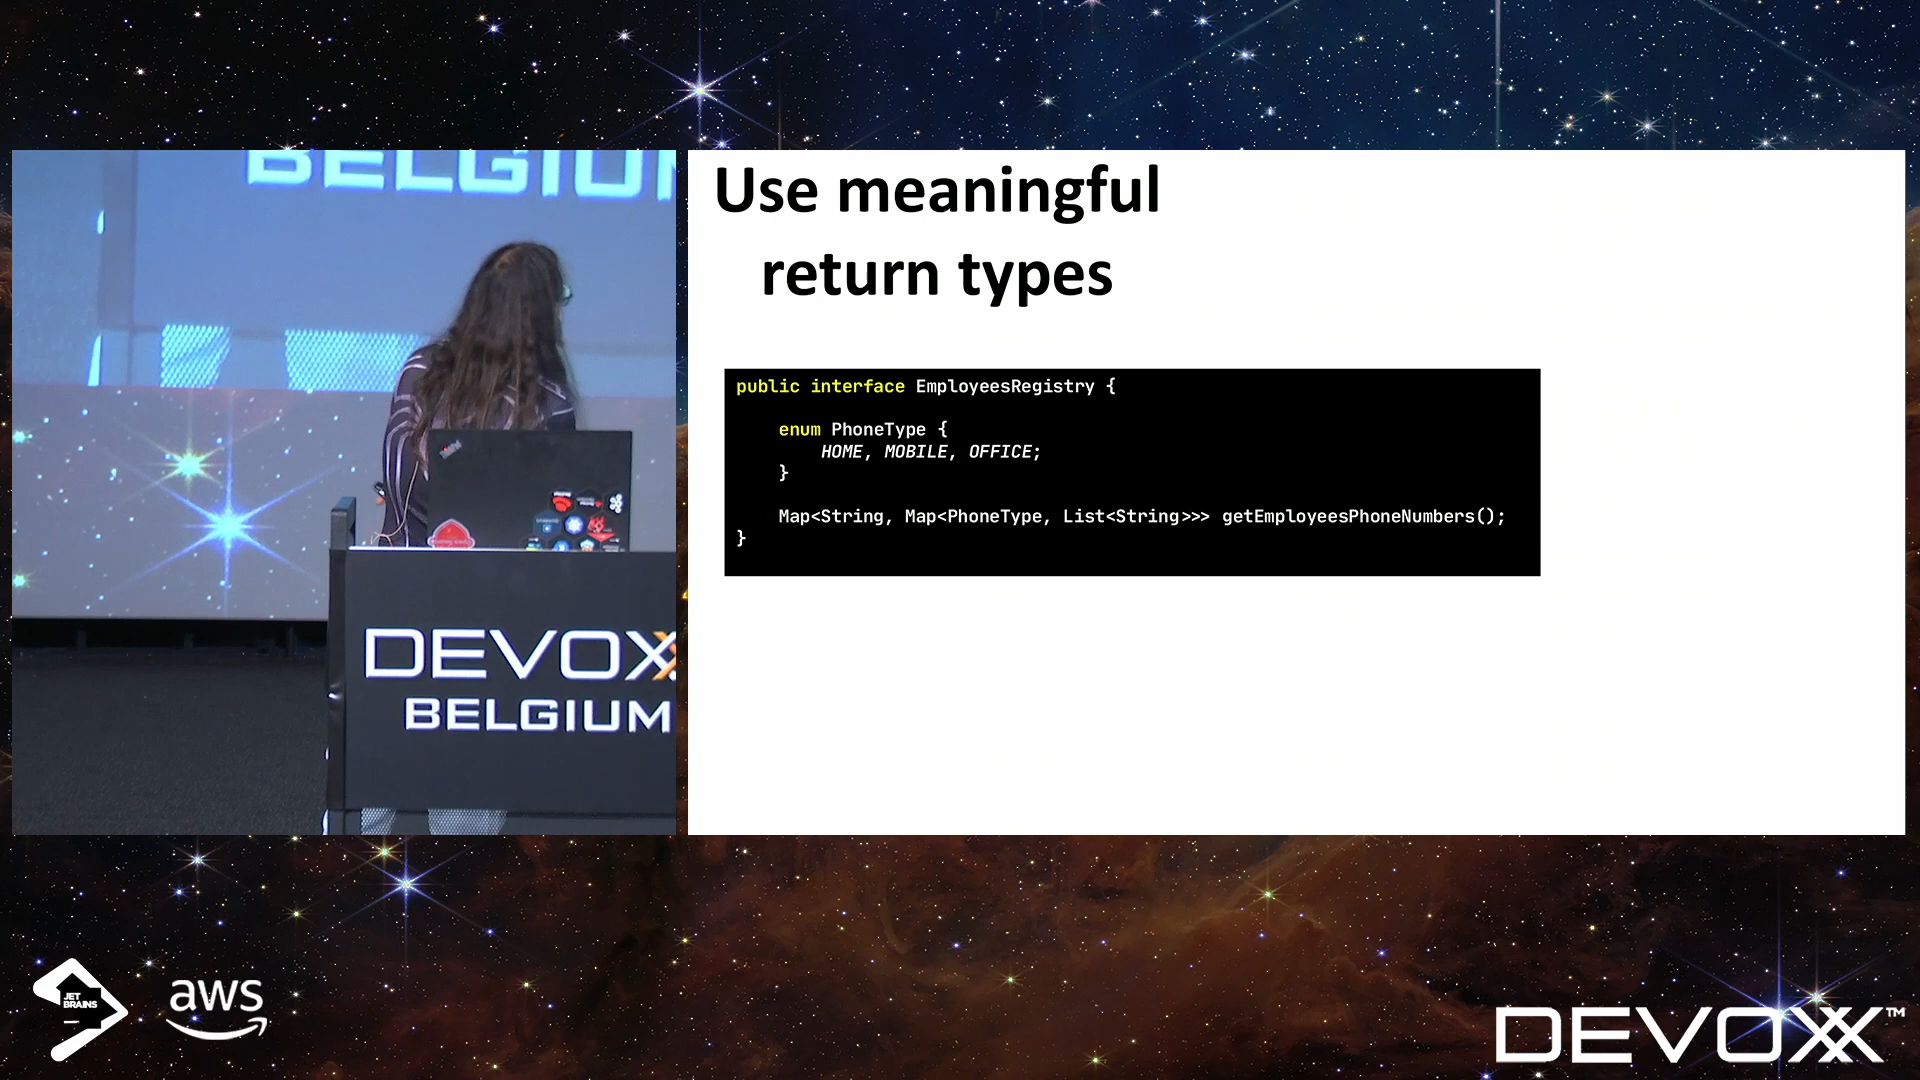 BELGIUM
Use meaningful
return types
public interface EmployeesRegistry {
enum PhoneType {
HOME, MOBILE, OFFICE;
}
Map<String, Map<PhoneType, List<String>>> getEmployeesPhoneNumbers();
}
DEVOXX
BELGIUM
JET
BRAINS
aws
DEVOXX™